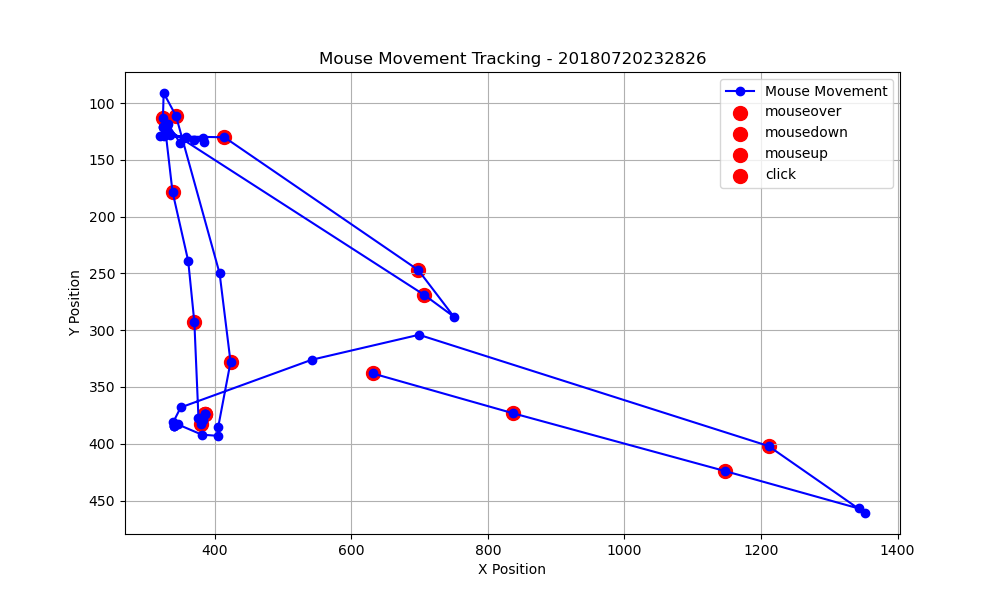 Mouse Movement Tracking - 20180720232826
Mouse Movement
mouseover
mousedown
mouseup
click
100
150
200
250
300
350
400
450
Y Position
400
600
800
1000
1200
1400
X Position